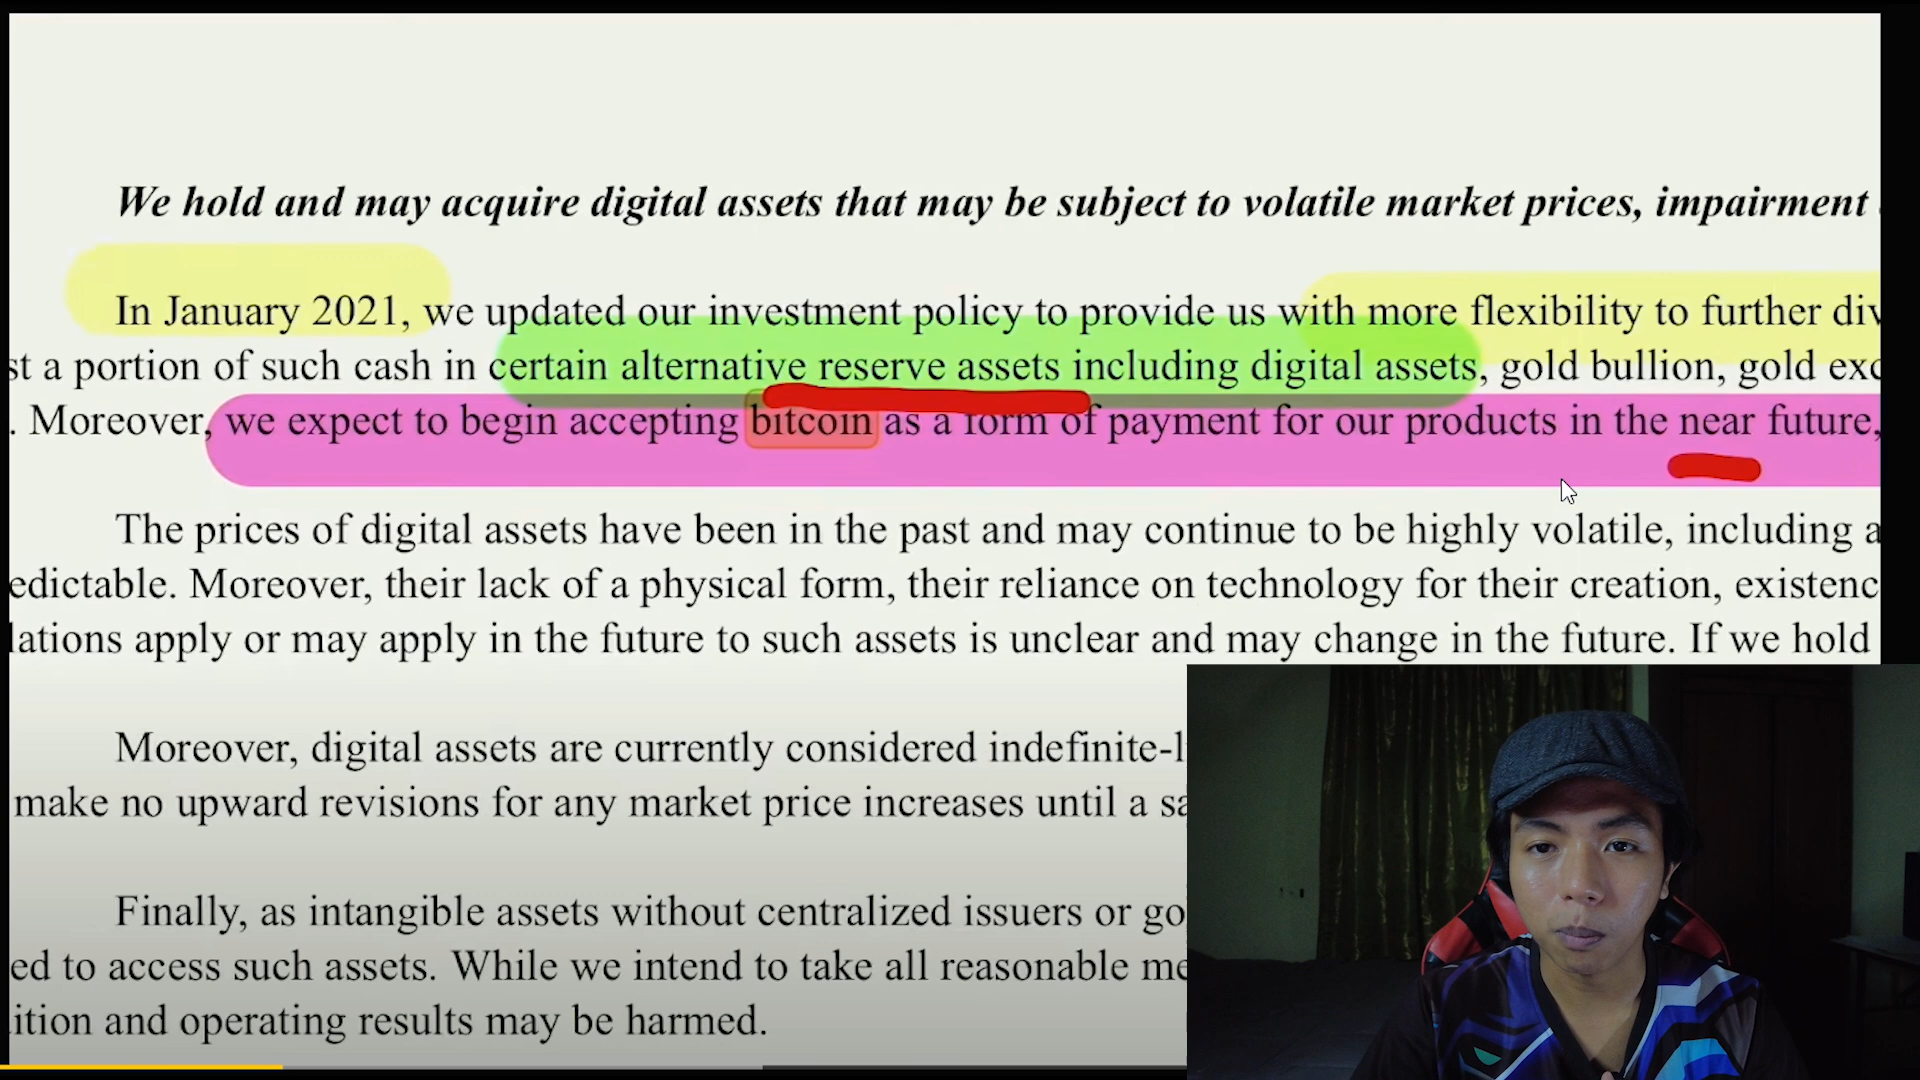 We hold and may acquire digital assets that may be subject to volatile market prices, impairment
In January 2021, we updated our investment policy to provide us with more flexibility to further div
st a portion of such cash in certain alternative reserve assets including digital assets, gold bullion, gold exc
. Moreover, we expect to begin accepting bitcoin as a form of payment for our products in the near future,
The prices of digital assets have been in the past and may continue to be highly volatile, including a
edictable. Moreover, their lack of a physical form, their reliance on technology for their creation, existenc
lations apply or may apply in the future to such assets is unclear and may change in the future. If we hold
Moreover, digital assets are currently considered indefinite-l
make no upward revisions for any market price increases until a sa
Finally, as intangible assets without centralized issuers or go
ed to access such assets. While we intend to take all reasonable me
ition and operating results may be harmed.